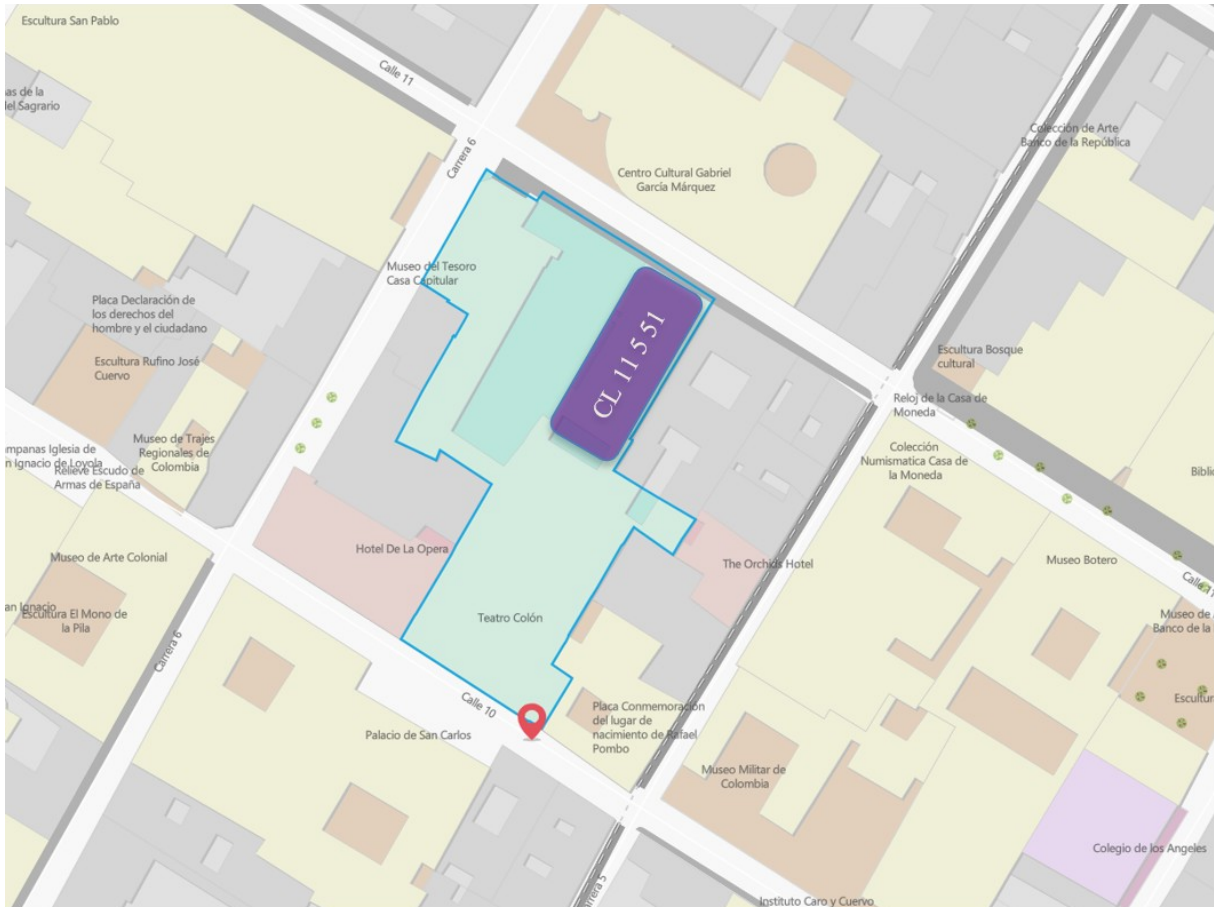 Escultura San Pablo
Calle 11
as de la
del Sagrario
Carrera 6
Colección de Arte
Banco de la República
Centro Cultural Gabriel
García Márquez
Museo del Tesoro
Casa Capitular
Placa Declaración de
los derechos del
hombre y el ciudadano
CL 11 5 51
Escultura Rufino José
Cuervo
Escultura Bosque
cultural
Reloj de la Casa de
Moneda
Museo de Trajes
Regionales de
Colombia
ampanas Iglesia de
n Ignacio de Loyola
Relieve Escudo de
Armas de España
Colección
Numismatica Casa de
la Moneda
Biblio
Museo de Arte Colonial
Hotel De La Opera
The Orchids Hotel
Museo Botero
Calle 11
an Ignacio
Escultura El Mono de
la Pila
Teatro Colón
Museo de
Banco de la
Carrera 6
Calle 10
Escultur
Palacio de San Carlos
Placa Conmemoración
del lugar de
nacimiento de Rafael
Pombo
Museo Militar de
Colombia
Colegio de los Angeles
Carrera 5
Instituto Caro y Cuervo